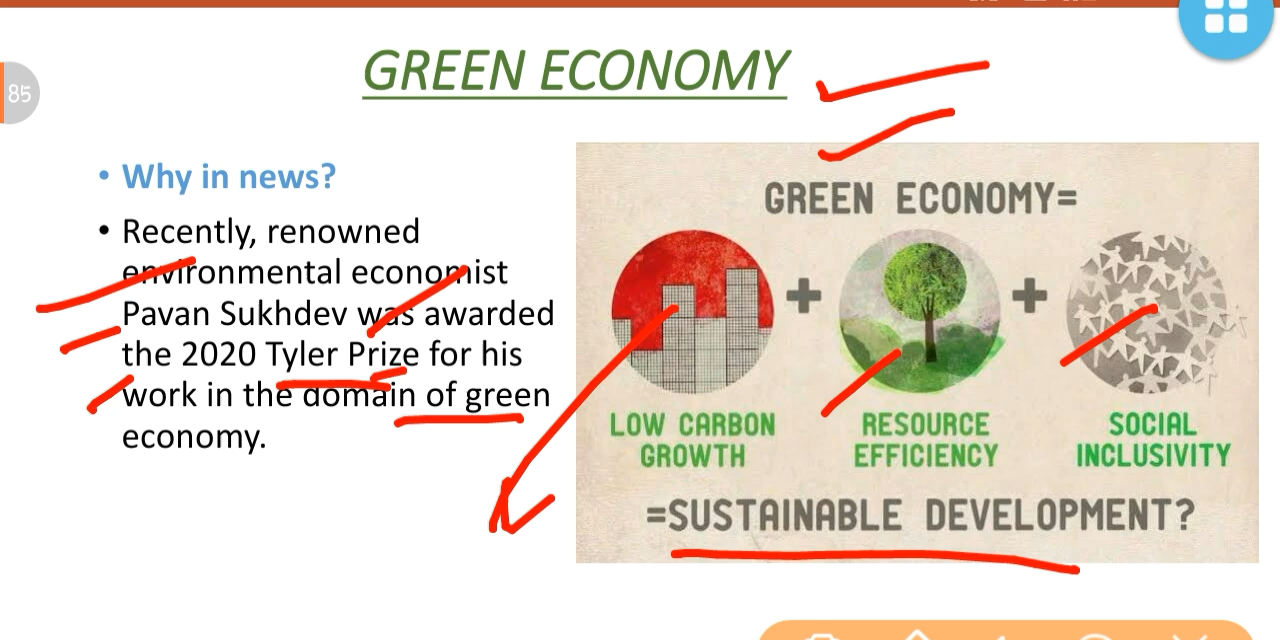 GREEN ECONOMY
85
• Why in news?
• Recently, renowned
environmental economist
Pavan Sukhdev was awarded
the 2020 Tyler Prize for his
work in the domain of green
economy.
GREEN ECONOMY=
+ +
LOW CARBON GROWTH
RESOURCE EFFICIENCY
SOCIAL INCLUSIVITY
=SUSTAINABLE DEVELOPMENT?